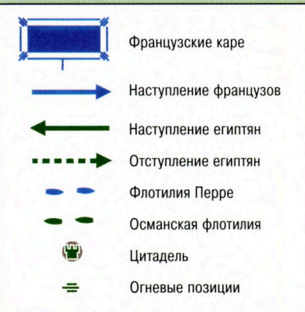 Французские каре
Наступление французов
Наступление египтян
Отступление египтян
Флотилия Перре
Османская флотилия
Цитадель
Огневые позиции